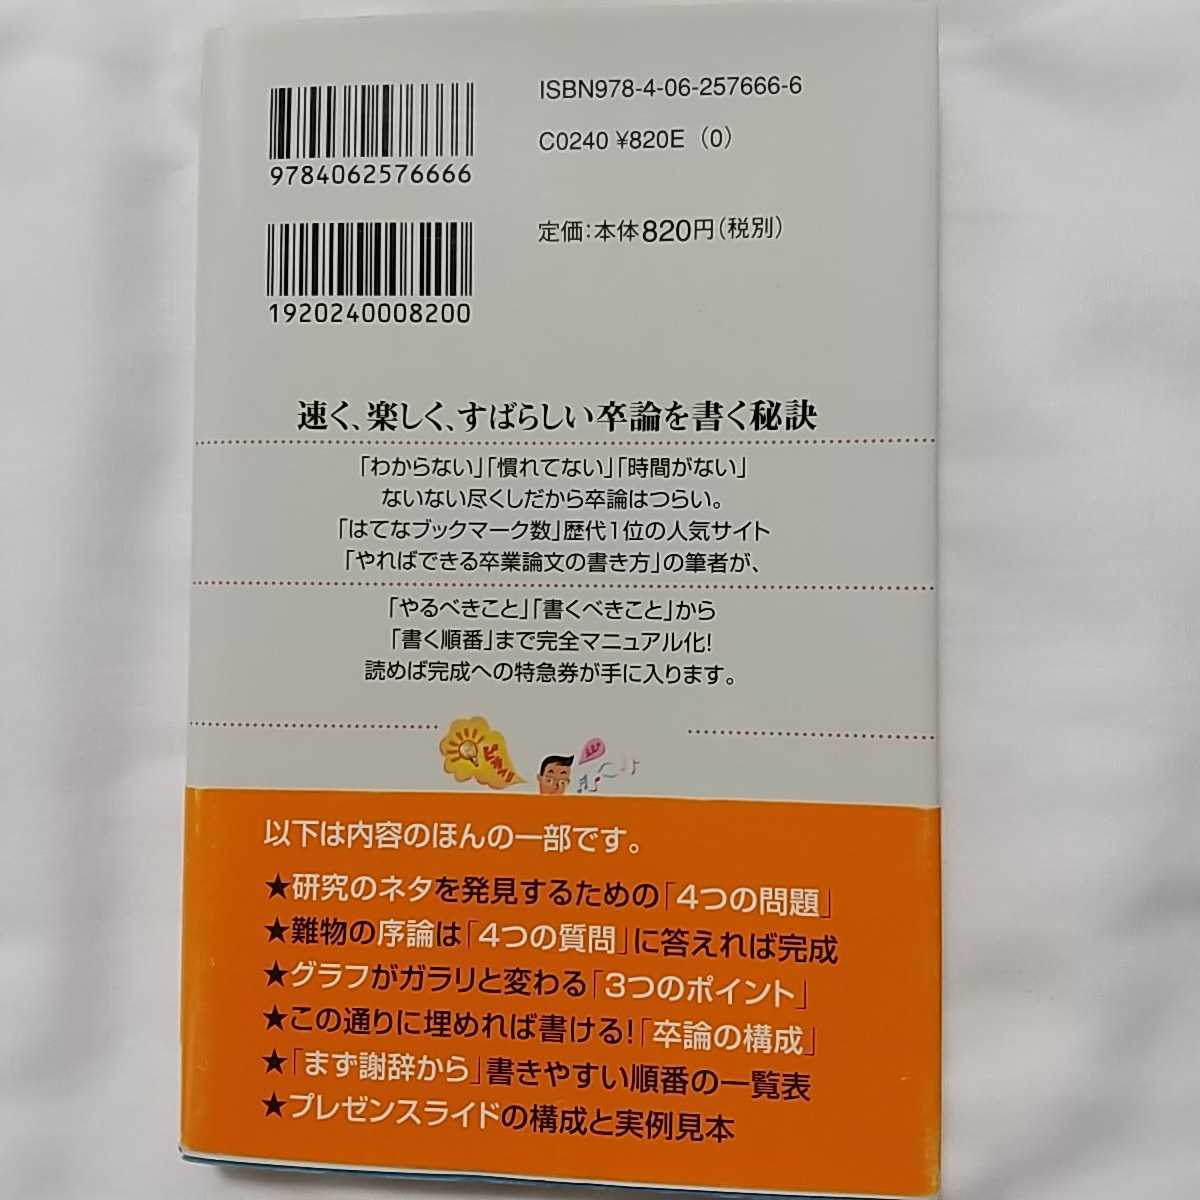 ISBN978-4-06-257666-6
C0240 ¥820E (0)
9784062576666
定価:本体820円(税別)
1920240008200
速く、楽しく、すばらしい卒論を書く秘訣
「わからない」「慣れてない」「時間がない」
ないない尽くしだから卒論はつらい。
「はてなブックマーク数」歴代1位の人気サイト
「やればできる卒業論文の書き方」の筆者が、
「やるべきこと」「書くべきこと」から
「書く順番」まで完全マニュアル化!
読めば完成への特急券が手に入ります。
以下は内容のほんの一部です。
★研究のネタを発見するための「4つの問題」
★難物の序論は「4つの質問」に答えれば完成
★グラフがガラリと変わる「3つのポイント」
★この通りに埋めれば書ける!「卒論の構成」
★「まず謝辞から」書きやすい順番の一覧表
★プレゼンスライドの構成と実例見本